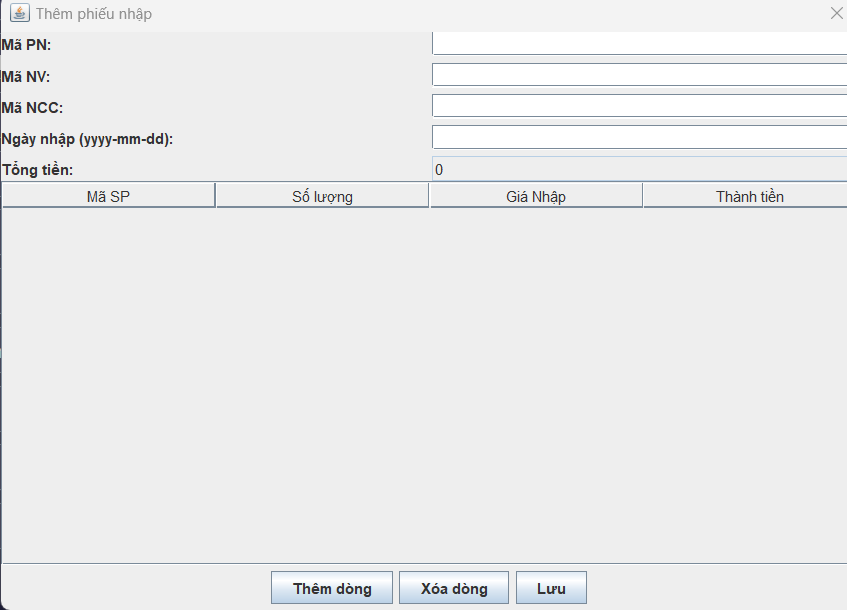 Thêm phiếu nhập
Mã PN:
Mã NV:
Mã NCC:
Ngày nhập (yyyy-mm-dd):
Tổng tiền: 0
Mã SP Số lượng Giá Nhập Thành tiền
Thêm dòng Xóa dòng Lưu